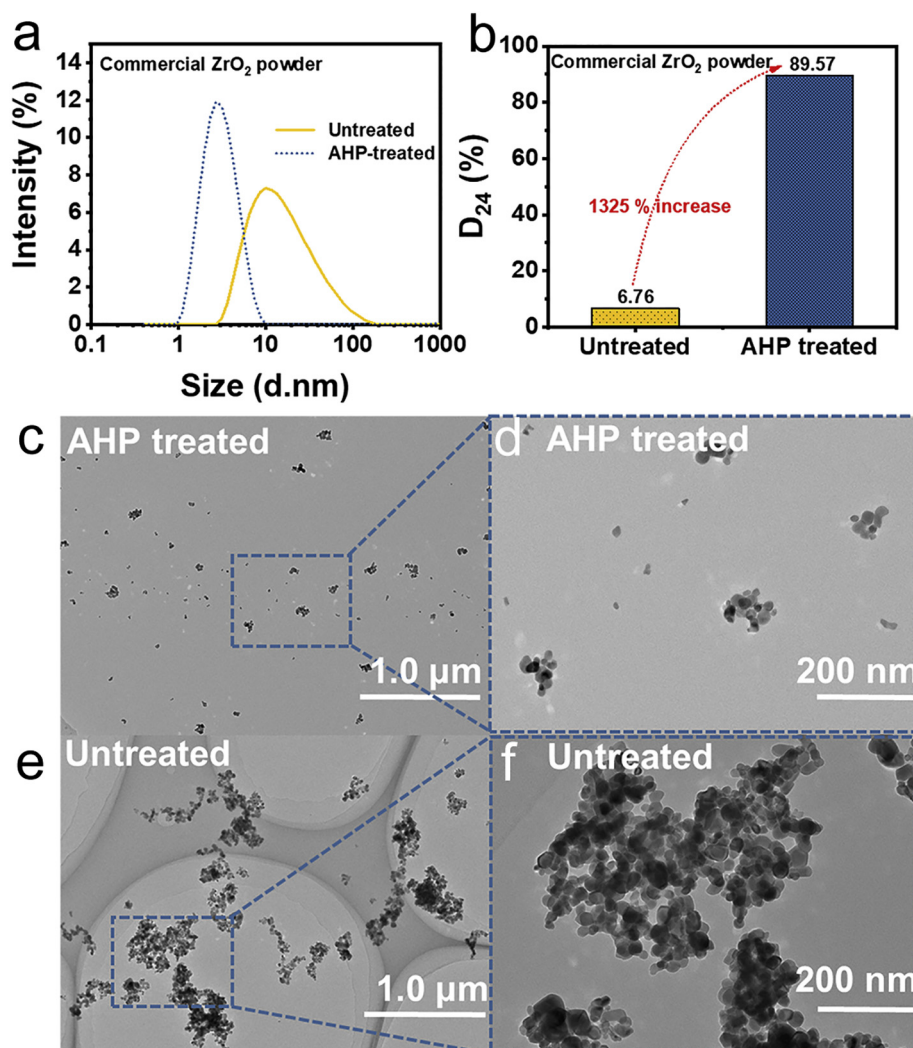 a
Commercial ZrO₂ powder
Intensity (%)
14
12
10
8
6
4
2
0
Untreated
AHP-treated
0.1 1 10 100 1000
Size (d.nm)
b
Commercial ZrO₂ powder
D₂₄ (%)
100
80
60
40
20
0
89.57
1325 % increase
6.76
Untreated AHP treated
c
AHP treated
1.0 μm
d
AHP treated
200 nm
e
Untreated
1.0 μm
f
Untreated
200 nm